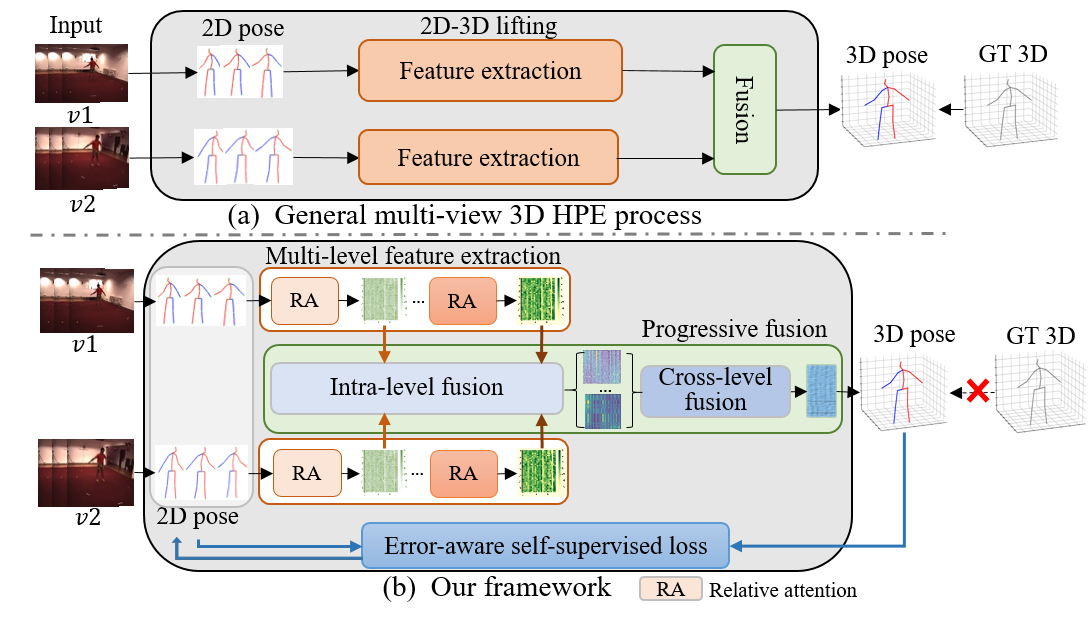 Input
2D pose
2D-3D lifting
Feature extraction
v1
Fusion
3D pose
GT 3D
Feature extraction
v2
(a) General multi-view 3D HPE process
Multi-level feature extraction
RA
...
RA
v1
Progressive fusion
3D pose
GT 3D
Intra-level fusion
...
Cross-level
fusion
RA
...
RA
v2
2D pose
Error-aware self-supervised loss
(b) Our framework
RA
Relative attention